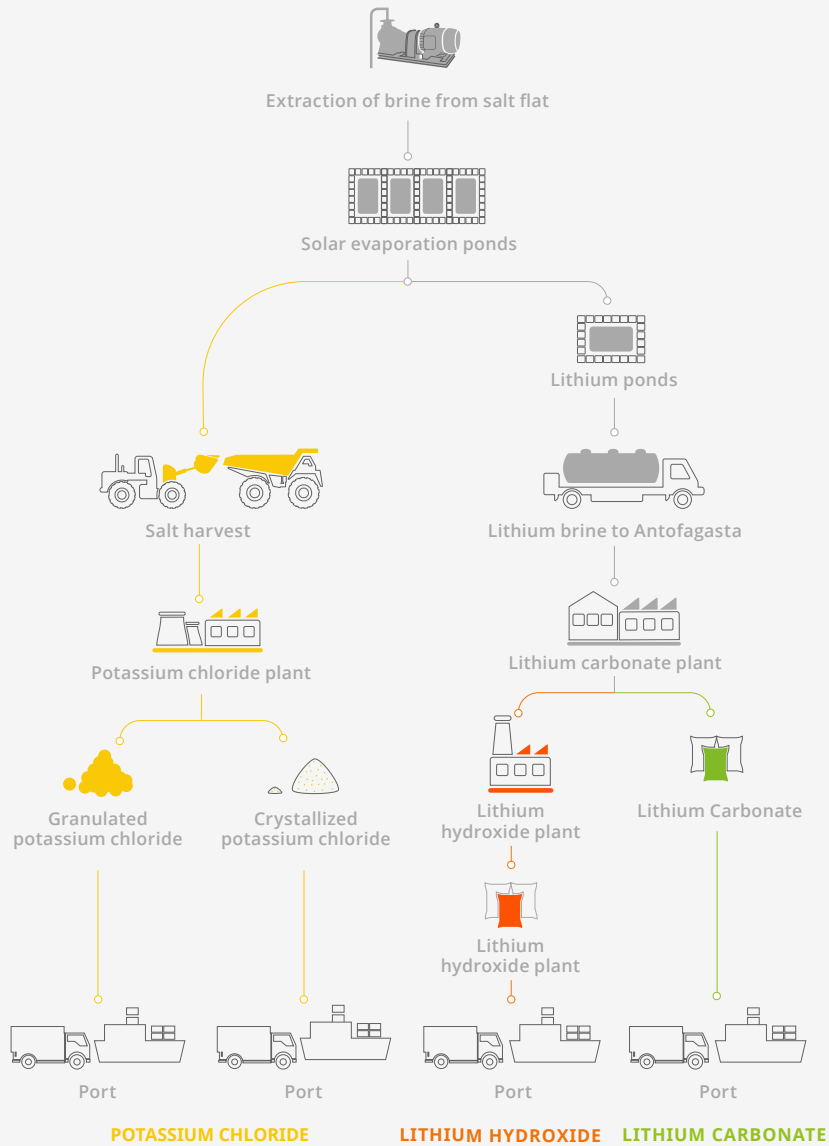 Extraction of brine from salt flat
Solar evaporation ponds
Lithium ponds
Salt harvest
Lithium brine to Antofagasta
Potassium chloride plant
Lithium carbonate plant
Granulated
potassium chloride
Crystallized
potassium chloride
Lithium
hydroxide plant
Lithium Carbonate
Lithium
hydroxide plant
Port
Port
Port
Port
POTASSIUM CHLORIDE
LITHIUM HYDROXIDE
LITHIUM CARBONATE